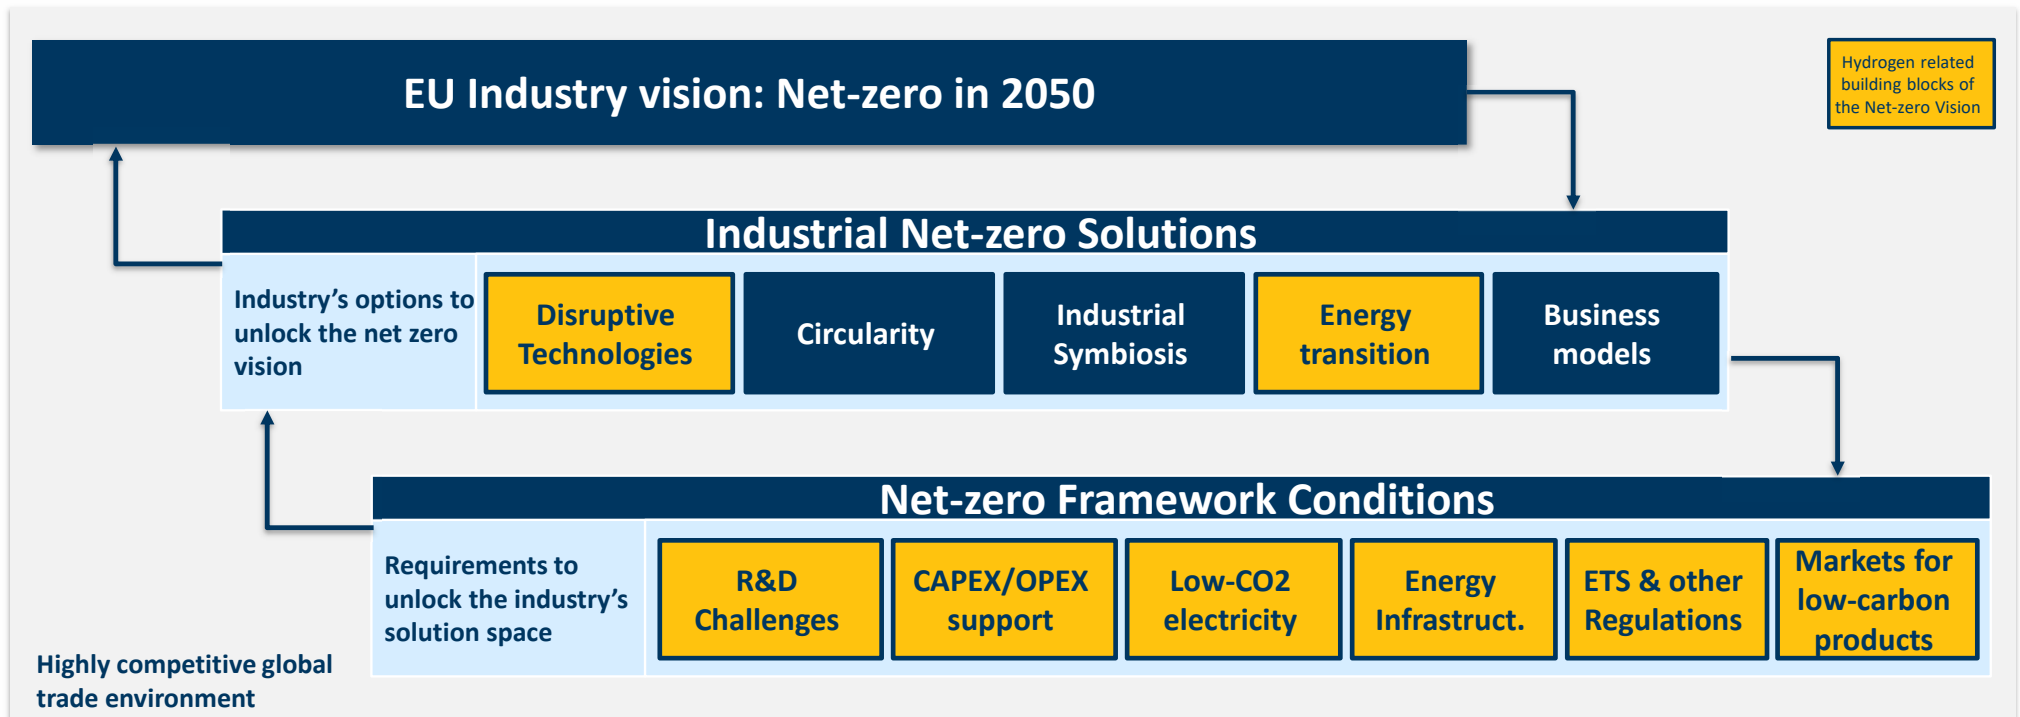 EU Industry vision: Net-zero in 2050
Hydrogen related
building blocks of
the Net-zero Vision
Industrial Net-zero Solutions
Industry’s options to
unlock the net zero
vision
Disruptive
Technologies
Circularity
Industrial
Symbiosis
Energy
transition
Business
models
Net-zero Framework Conditions
Requirements to
unlock the industry’s
solution space
R&D
Challenges
CAPEX/OPEX
support
Low-CO2
electricity
Energy
Infrastruct.
ETS & other
Regulations
Markets for
low-carbon
products
Highly competitive global
trade environment